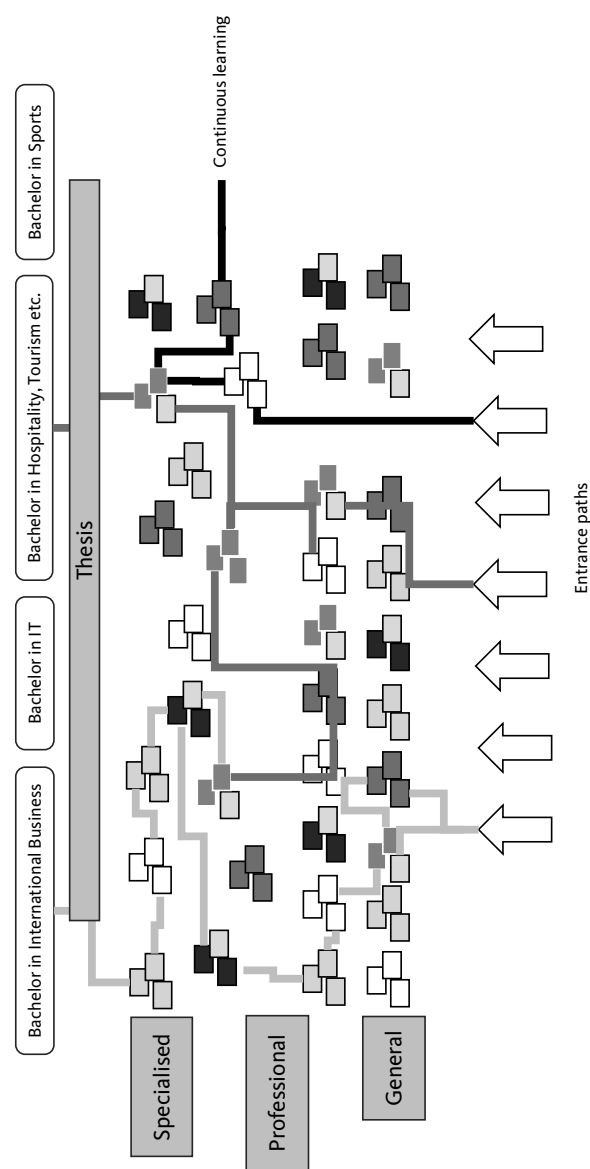 Bachelor in International Business
Bachelor in IT
Bachelor in Hospitality, Tourism etc.
Bachelor in Sports
Thesis
Specialised
Continuous learning
Professional
General
Entrance paths